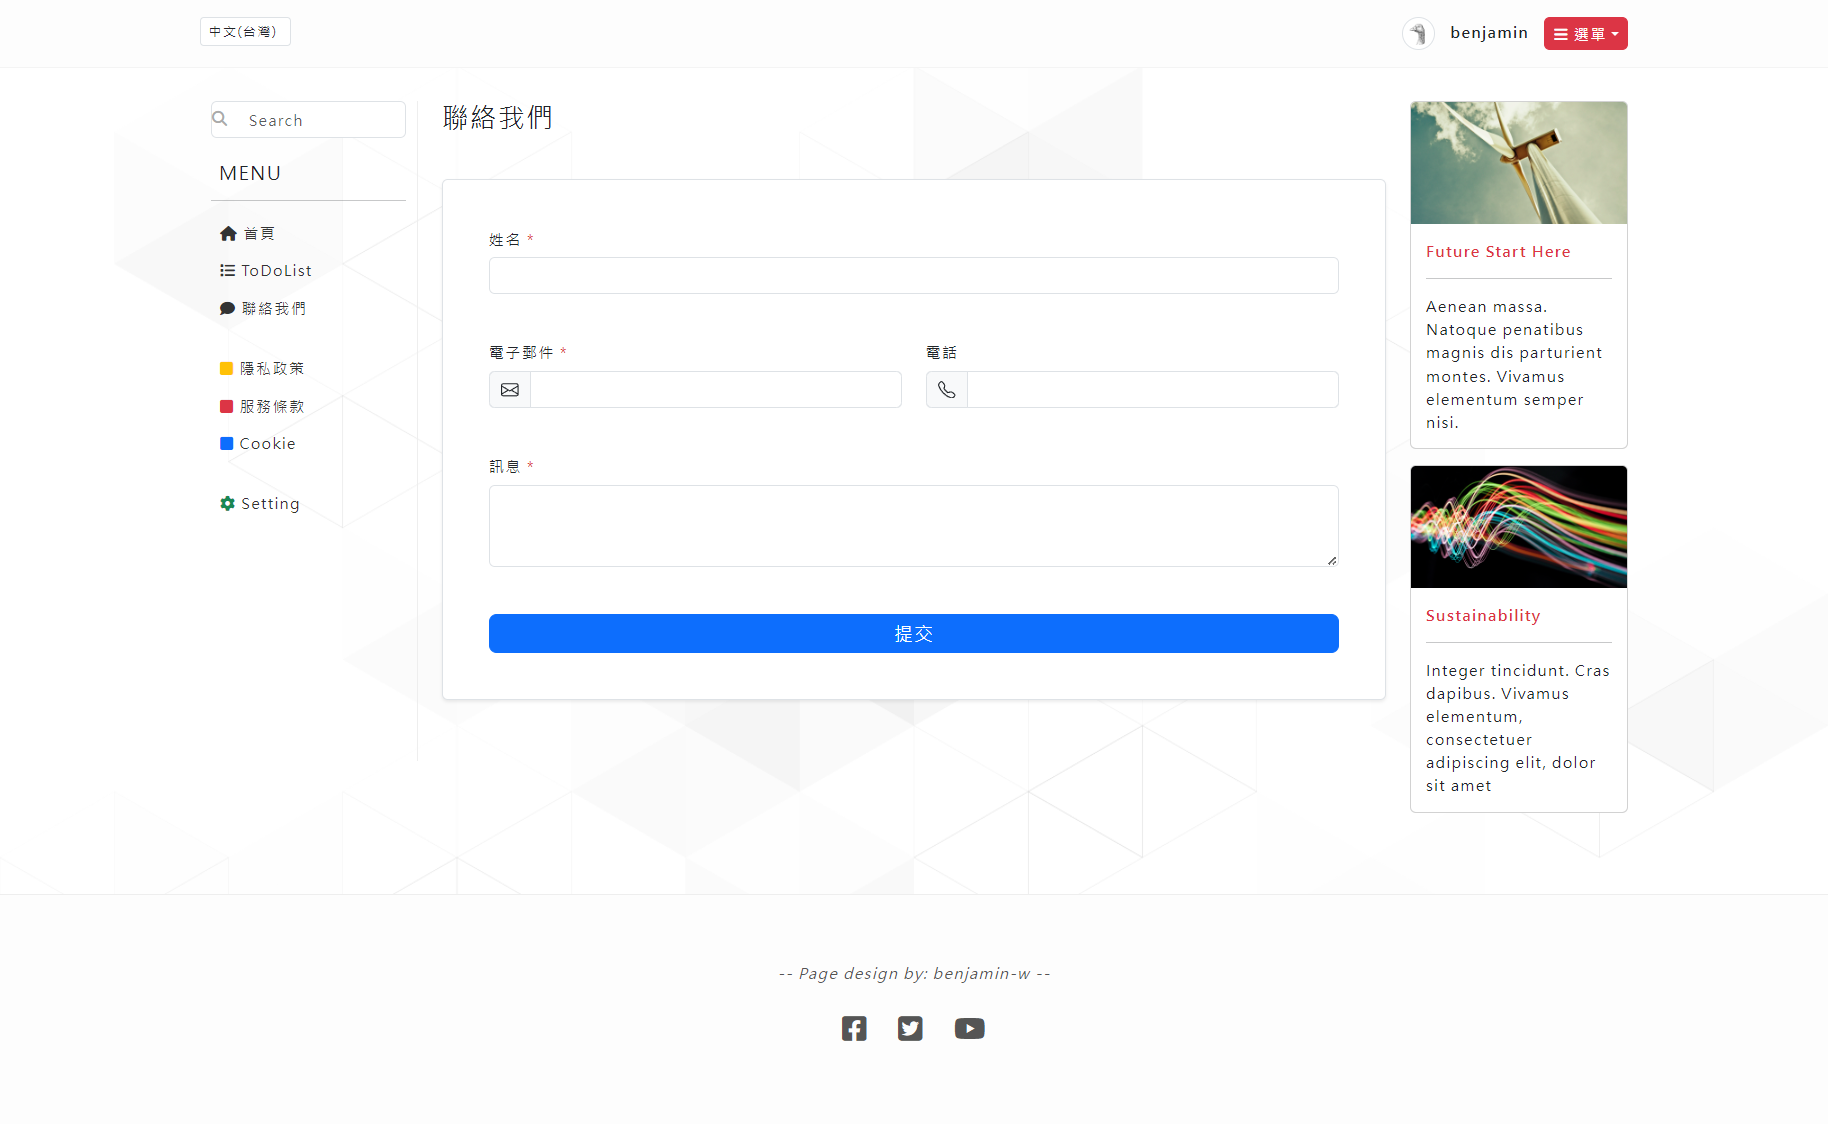 中文(台灣)
benjamin
選單
Search
MENU
首頁
ToDoList
聯絡我們
隱私政策
服務條款
Cookie
Setting
聯絡我們
姓名 *
電子郵件 *
電話
訊息 *
提交
Future Start Here
Aenean massa.
Natoque penatibus
magnis dis parturient
montes. Vivamus
elementum semper
nisi.
Sustainability
Integer tincidunt. Cras
dapibus. Vivamus
elementum,
consectetuer
adipiscing elit, dolor
sit amet
-- Page design by: benjamin-w --